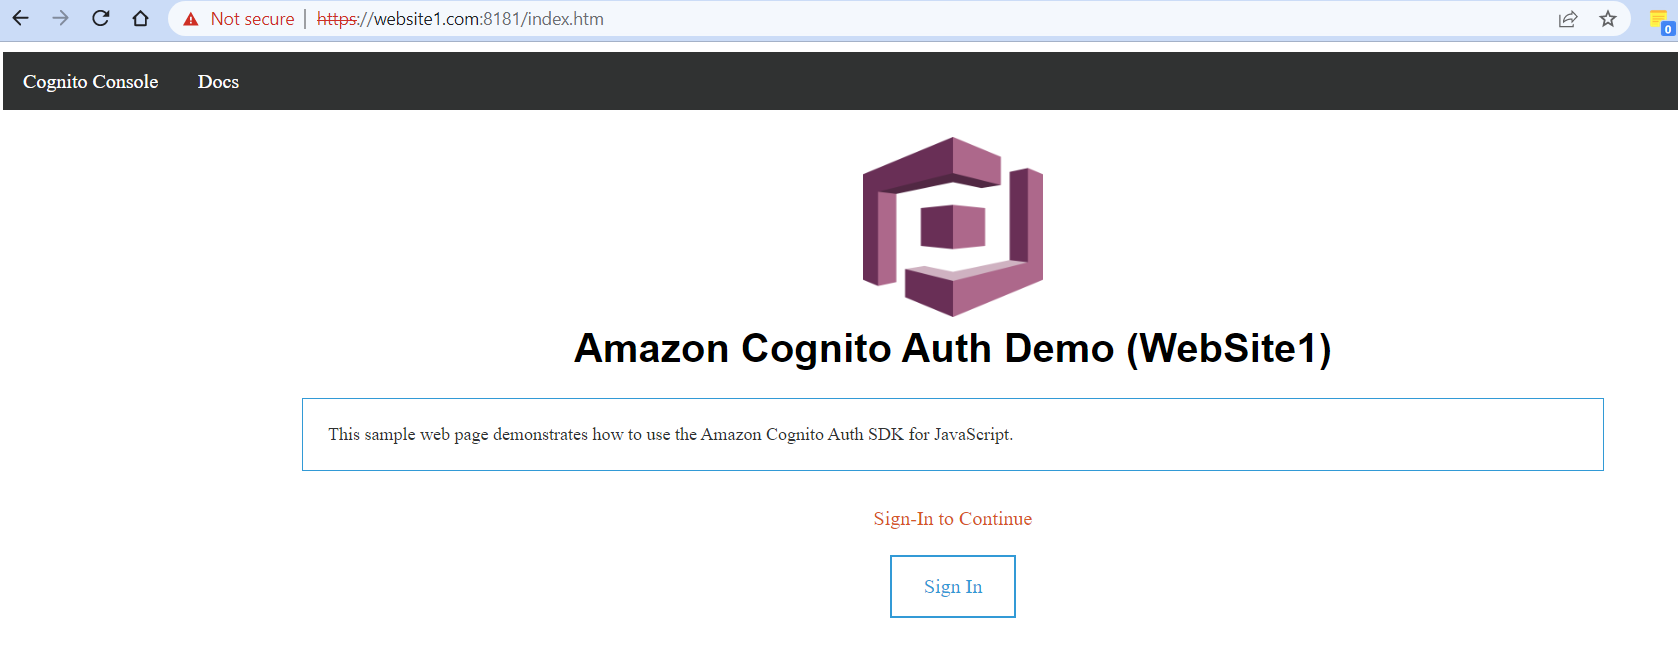 Not secure | https://website1.com:8181/index.htm
0
Cognito Console Docs
Amazon Cognito Auth Demo (WebSite1)
This sample web page demonstrates how to use the Amazon Cognito Auth SDK for JavaScript.
Sign-In to Continue
Sign In